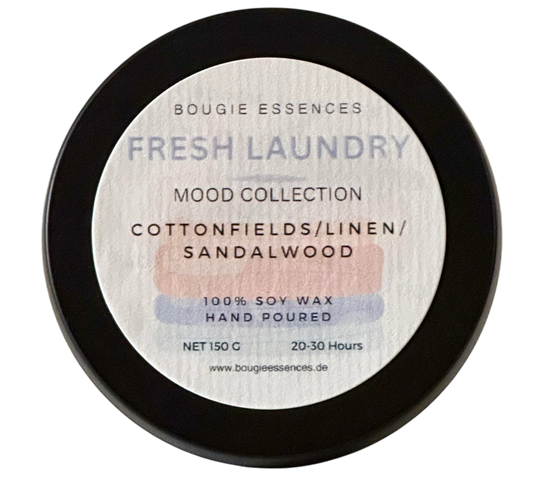 BOUGIE ESSENCES
FRESH LAUNDRY
MOOD COLLECTION
COTTONFIELDS/LINEN/
SANDALWOOD
100% SOY WAX
HAND POURED
NET 150 G 20-30 Hours
www.bougieessences.de